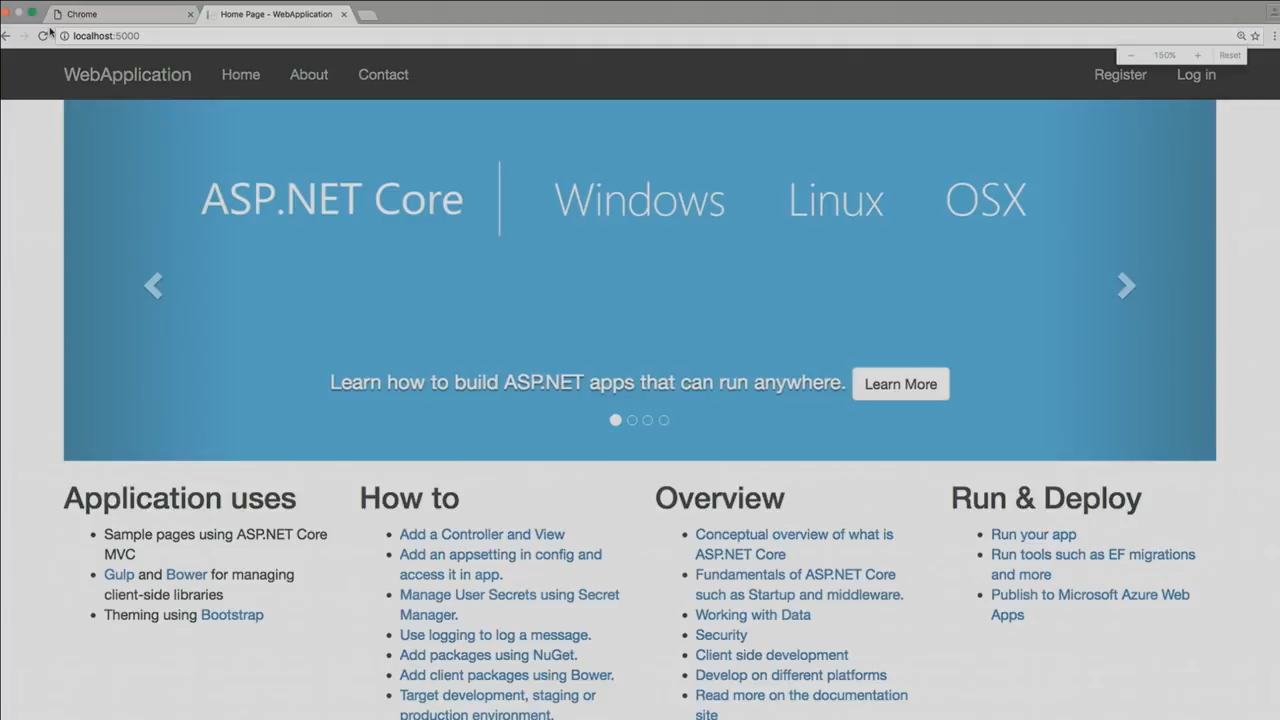 Chrome
Home Page - WebApplication
localhost:5000
150%
Reset
WebApplication
Home
About
Contact
Register
Log in
ASP.NET Core
Windows
Linux
OSX
Learn how to build ASP.NET apps that can run anywhere.
Learn More
Application uses
Sample pages using ASP.NET Core
MVC
Gulp and Bower for managing
client-side libraries
Theming using Bootstrap
How to
Add a Controller and View
Add an appsetting in config and
access it in app.
Manage User Secrets using Secret
Manager.
Use logging to log a message.
Add packages using NuGet.
Add client packages using Bower.
Target development, staging or
production environment.
Overview
Conceptual overview of what is
ASP.NET Core
Fundamentals of ASP.NET Core
such as Startup and middleware.
Working with Data
Security
Client side development
Develop on different platforms
Read more on the documentation
site
Run & Deploy
Run your app
Run tools such as EF migrations
and more
Publish to Microsoft Azure Web
Apps